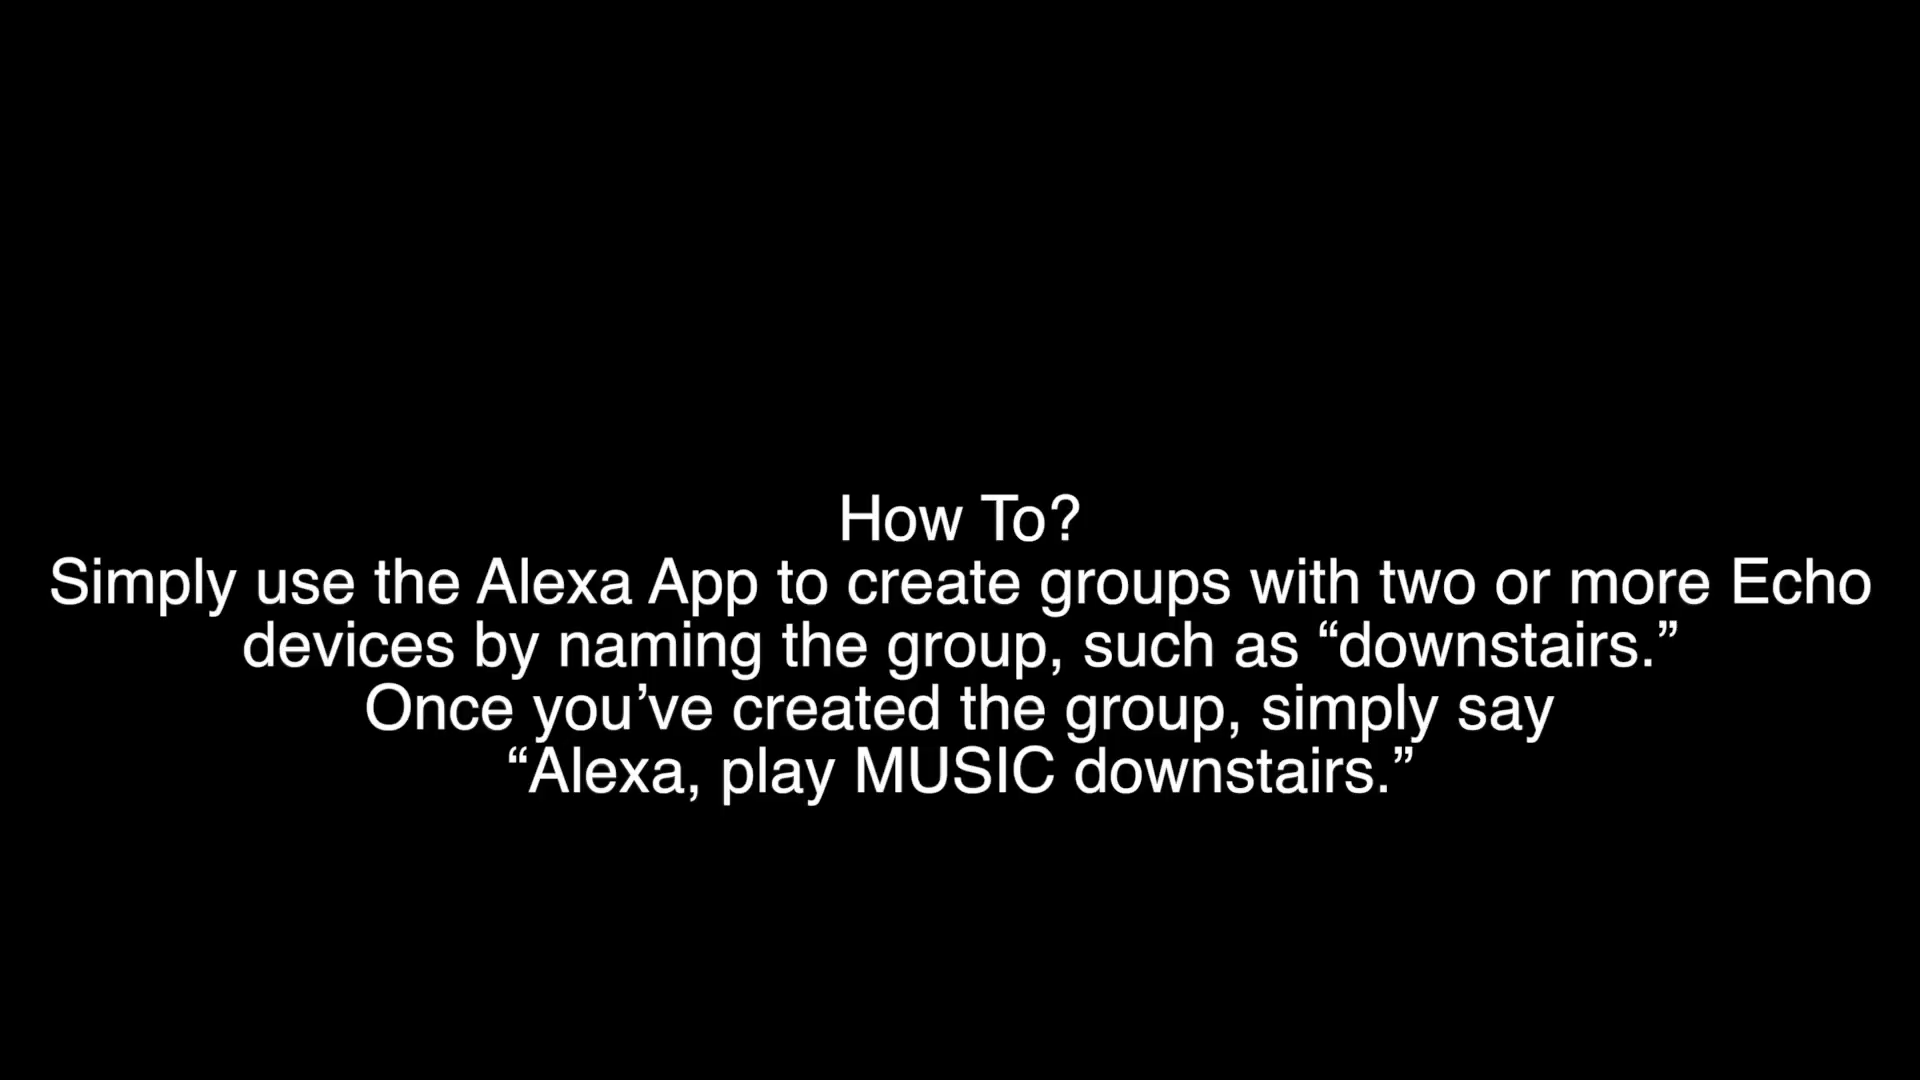 How To?
Simply use the Alexa App to create groups with two or more Echo
devices by naming the group, such as “downstairs.”
Once you’ve created the group, simply say
“Alexa, play MUSIC downstairs.”